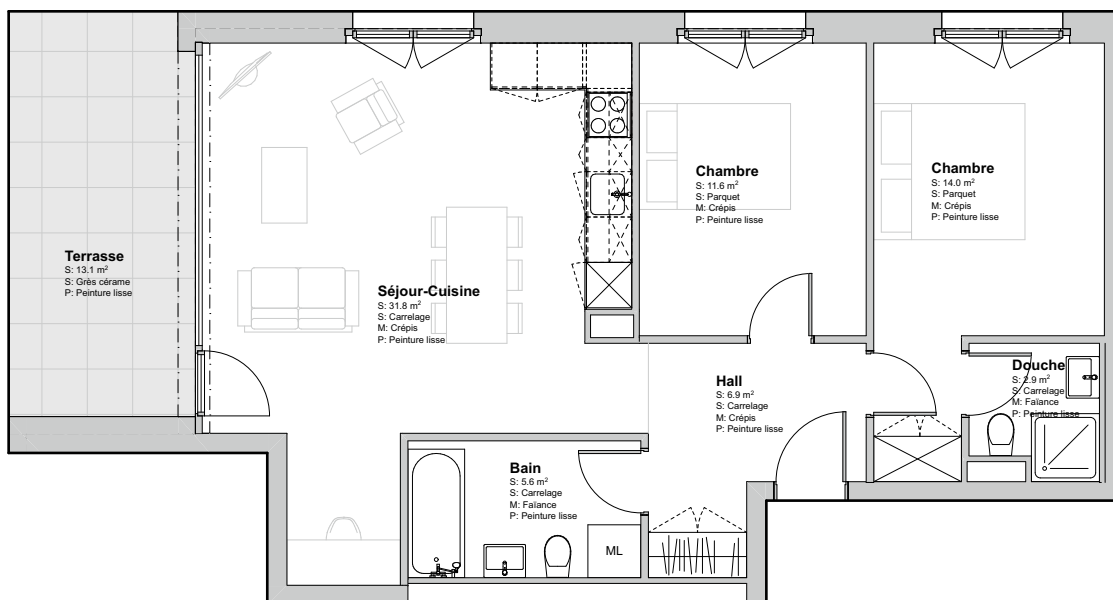 Terrasse
S: 13.1 m²
S: Grès cérame
P: Peinture lisse
Séjour-Cuisine
S: 31.8 m²
S: Carrelage
M: Crépis
P: Peinture lisse
Chambre
S: 11.6 m²
S: Parquet
M: Crépis
P: Peinture lisse
Chambre
S: 14.0 m²
S: Parquet
M: Crépis
P: Peinture lisse
Hall
S: 6.9 m²
S: Carrelage
M: Crépis
P: Peinture lisse
Douche
S: 2.9 m²
S: Carrelage
M: Faïance
P: Peinture lisse
Bain
S: 5.6 m²
S: Carrelage
M: Faïance
P: Peinture lisse
ML